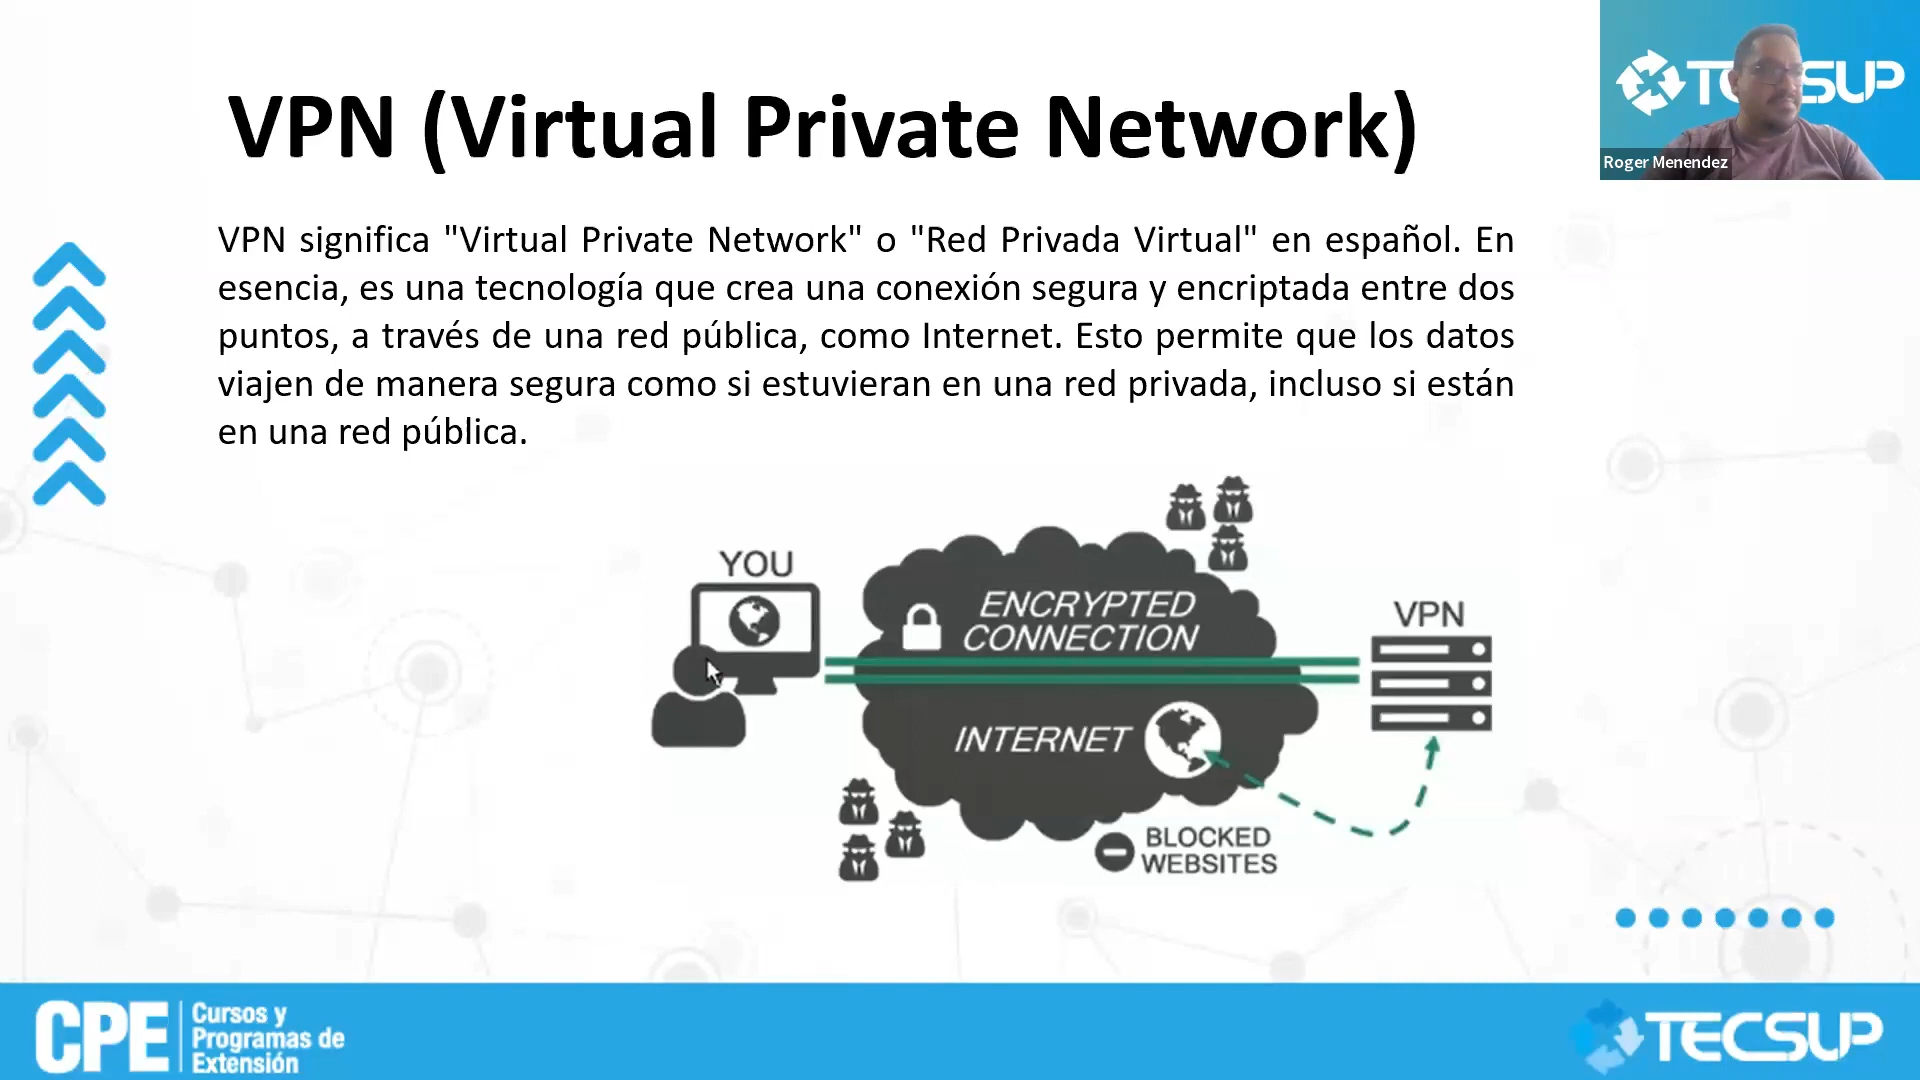 VPN (Virtual Private Network)
VPN significa "Virtual Private Network" o "Red Privada Virtual" en español. En
esencia, es una tecnología que crea una conexión segura y encriptada entre dos
puntos, a través de una red pública, como Internet. Esto permite que los datos
viajen de manera segura como si estuvieran en una red privada, incluso si están
en una red pública.
TECSUP
Roger Menendez
YOU
ENCRYPTED
CONNECTION
VPN
INTERNET
BLOCKED
WEBSITES
CPE
Cursos y
Programas de
Extensión
TECSUP